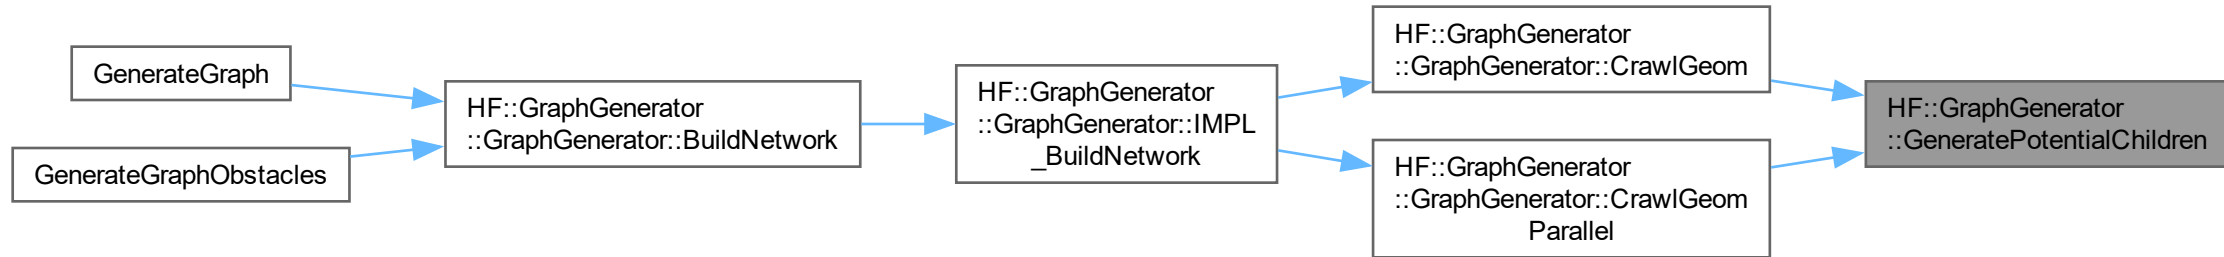 GenerateGraph
GenerateGraphObstacles
HF::GraphGenerator
::GraphGenerator::BuildNetwork
HF::GraphGenerator
::GraphGenerator::IMPL
_BuildNetwork
HF::GraphGenerator
::GraphGenerator::CrawlGeom
HF::GraphGenerator
::GraphGenerator::CrawlGeom
Parallel
HF::GraphGenerator
::GeneratePotentialChildren